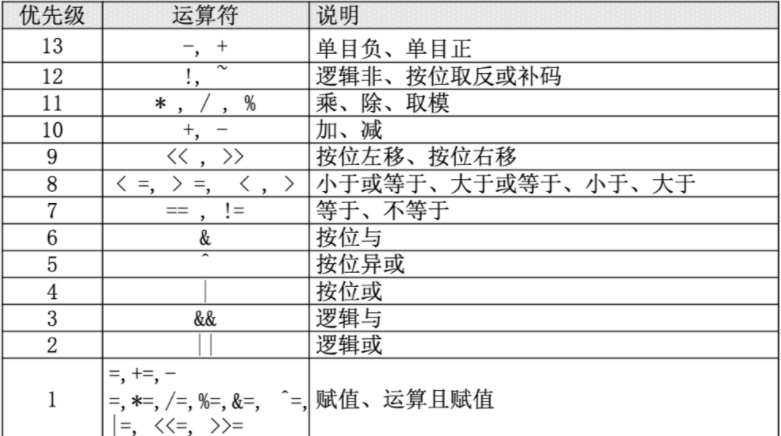 优先级 运算符 说明
13 -, + 单目负、单目正
12 !, ~ 逻辑非、按位取反或补码
11 * , / , % 乘、除、取模
10 +, - 加、减
9 << , >> 按位左移、按位右移
8 < =, > =, < , > 小于或等于、大于或等于、小于、大于
7 == , != 等于、不等于
6 & 按位与
5 ^ 按位异或
4 | 按位或
3 && 逻辑与
2 || 逻辑或
=,+=,-
1 =,*=,/=,%=,&=, ^=, 赋值、运算且赋值
|=, <<=, >>=